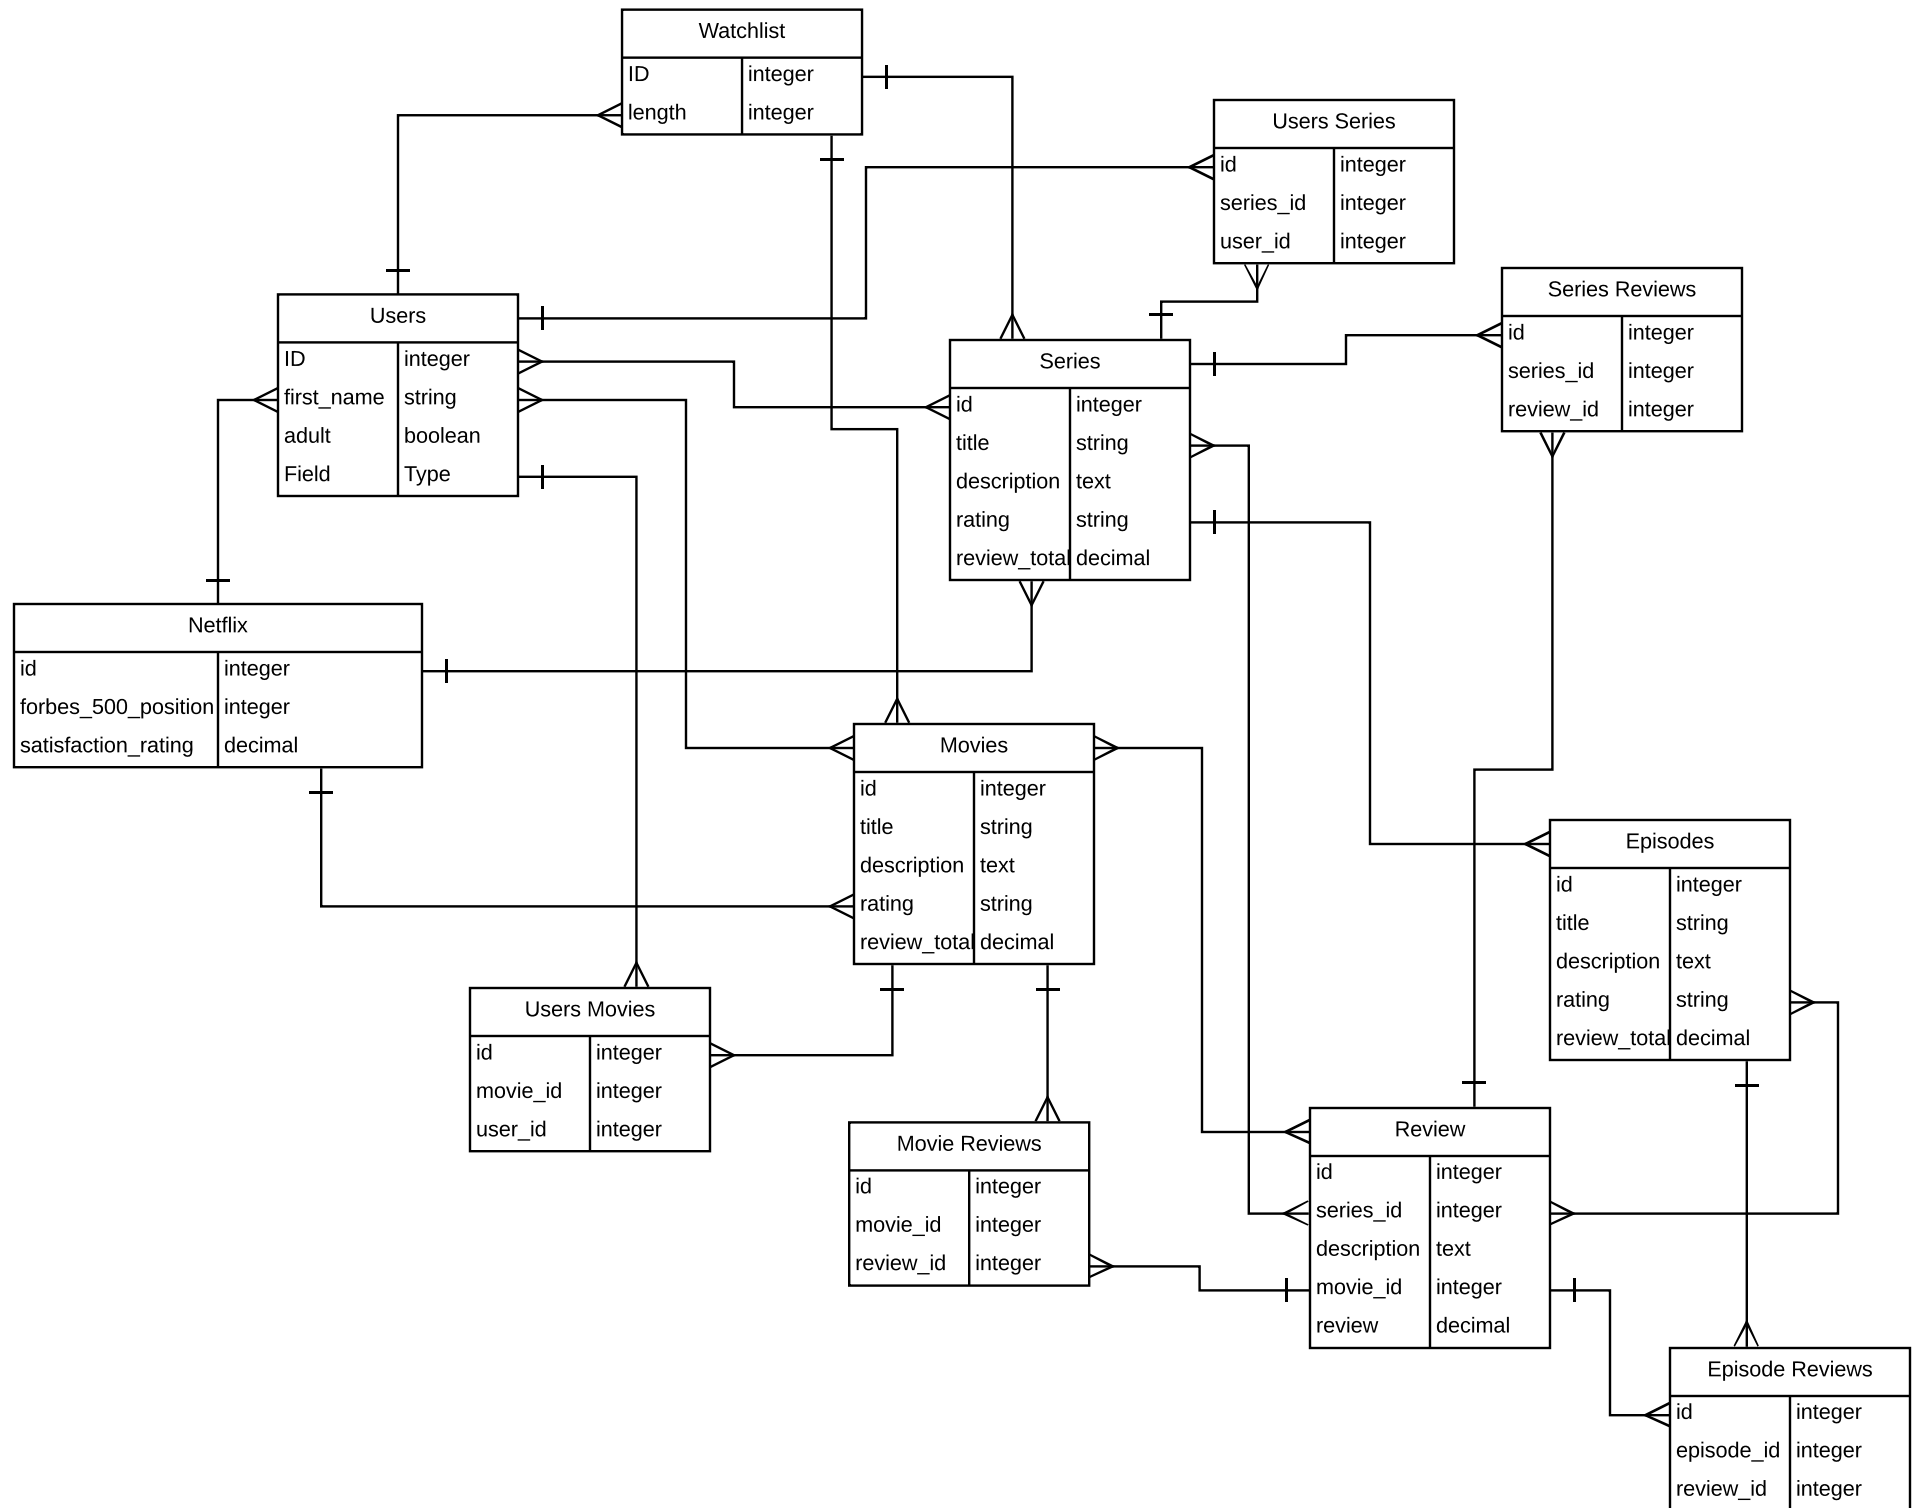 Watchlist
ID integer
length integer
Users Series
id integer
series_id integer
user_id integer
Series Reviews
id integer
series_id integer
review_id integer
Users
ID integer
first_name string
adult boolean
Field Type
Series
id integer
title string
description text
rating string
review_total decimal
Netflix
id integer
forbes_500_position integer
satisfaction_rating decimal
Movies
id integer
title string
description text
rating string
review_total decimal
Episodes
id integer
title string
description text
rating string
review_total decimal
Users Movies
id integer
movie_id integer
user_id integer
Movie Reviews
id integer
movie_id integer
review_id integer
Review
id integer
series_id integer
description text
movie_id integer
review decimal
Episode Reviews
id integer
episode_id integer
review_id integer